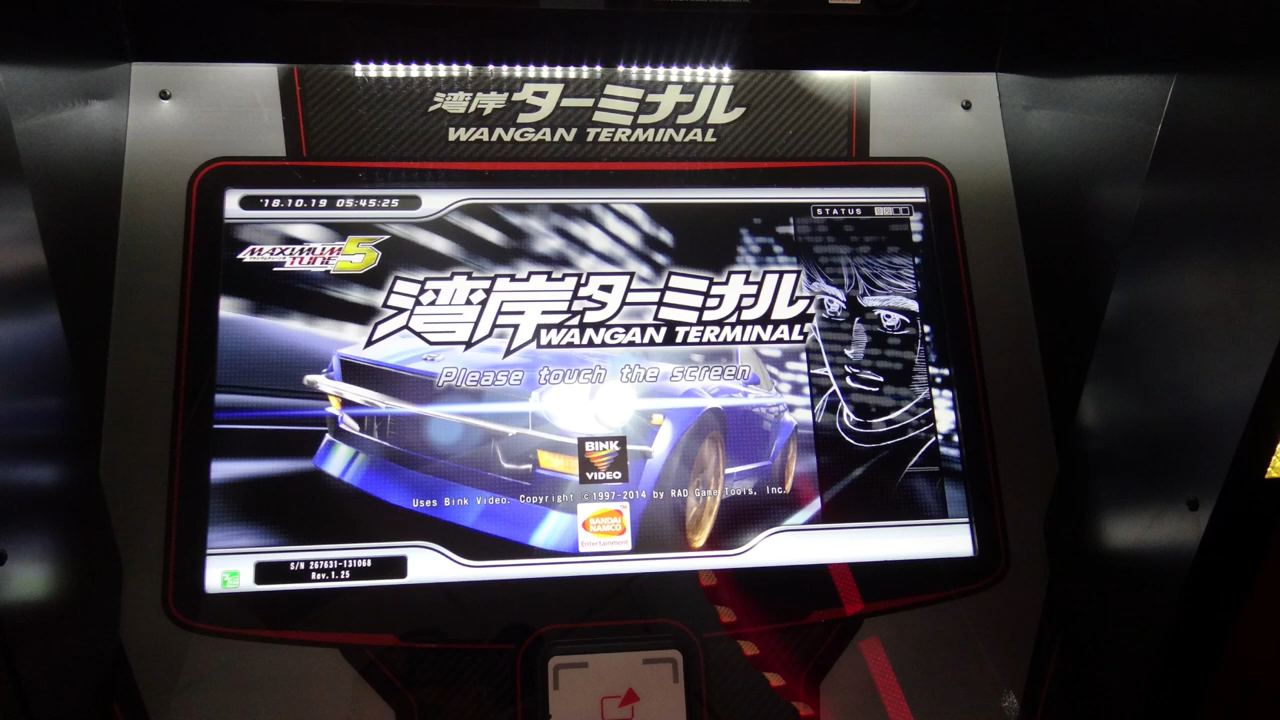 湾岸ターミナル
WANGAN TERMINAL
'18.10.19 05:45:25
STATUS
MAXIMUM
TUNE 5
湾岸ターミナル
WANGAN TERMINAL
Please touch the screen
BINK
VIDEO
Uses Bink Video. Copyright ©1997-2014 by RAD Game Tools, Inc.
BANDAI
NAMCO
Entertainment
S/N 267631-131068
Rev.1.25